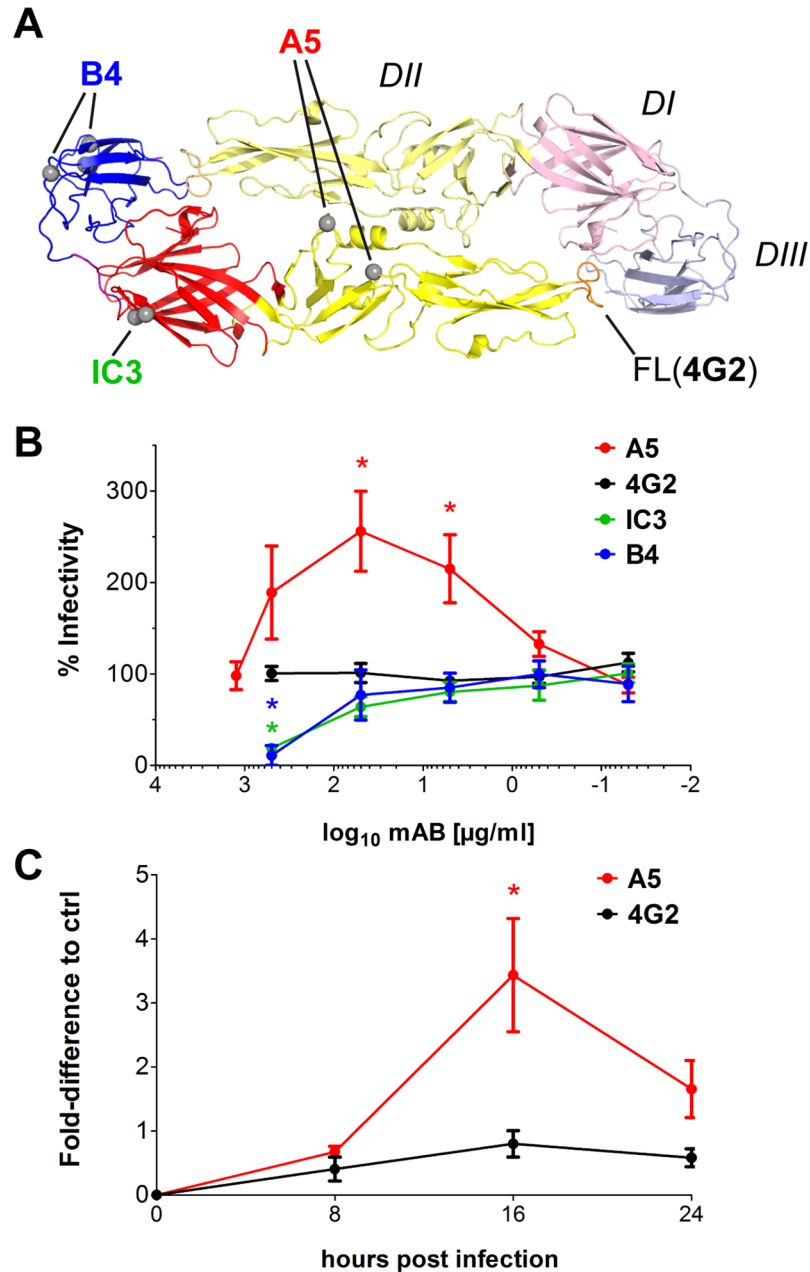 A
B4
A5
DII
DI
DIII
IC3
FL(4G2)
B
% Infectivity
300
200
100
0
4
3
2
1
0
-1
-2
log10 mAB [µg/ml]
A5
4G2
IC3
B4
*
*
*
*
C
Fold-difference to ctrl
5
4
3
2
1
0
0
8
16
24
hours post infection
A5
4G2
*